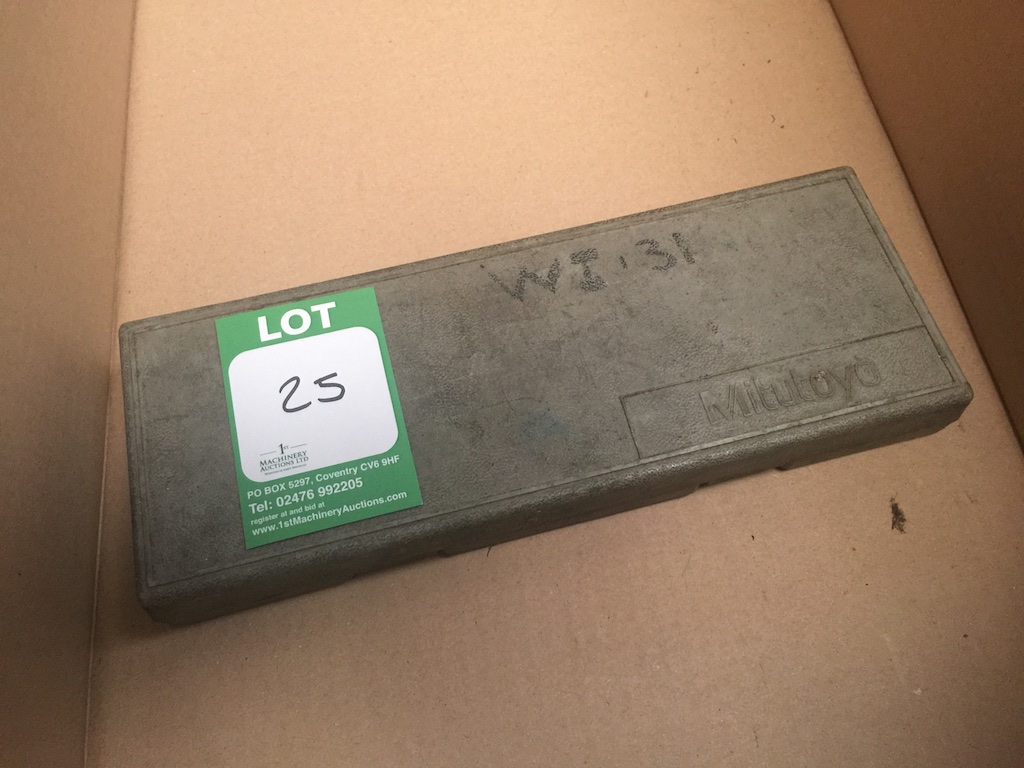 LOT
25
1st
MACHINERY
AUCTIONS LTD
PO BOX 5297, Coventry CV6 9HF
Tel: 02476 992205
register at and bid at
www.1stMachineryAuctions.com
WI·31
Mitutoyo